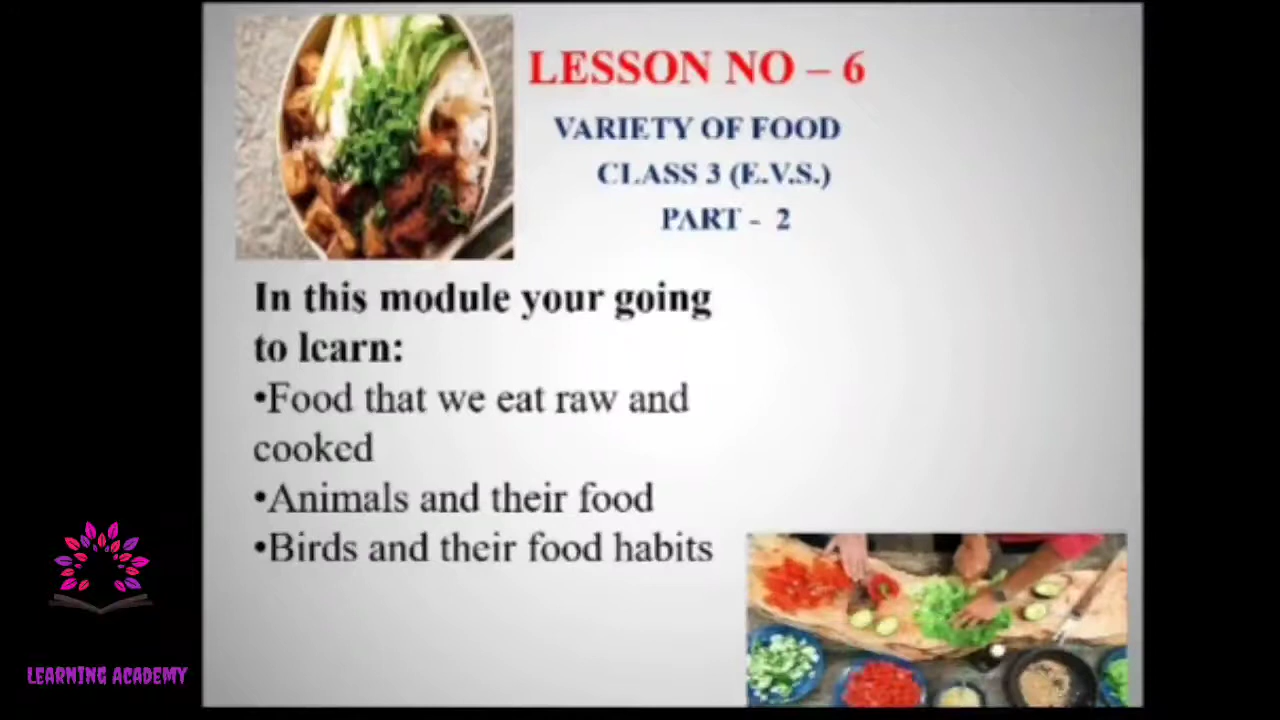 LESSON NO – 6
VARIETY OF FOOD
CLASS 3 (E.V.S.)
PART - 2
In this module your going
to learn:
•Food that we eat raw and
cooked
•Animals and their food
•Birds and their food habits
LEARNING ACADEMY